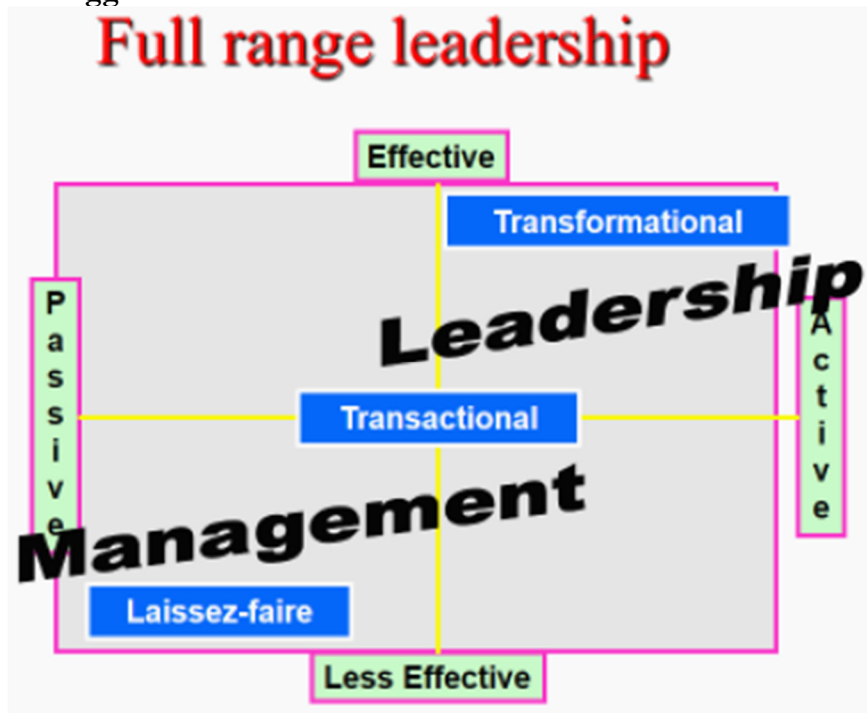 Full range leadership
Effective
Transformational
Leadership
Passive
Active
Transactional
Management
Laissez-faire
Less Effective